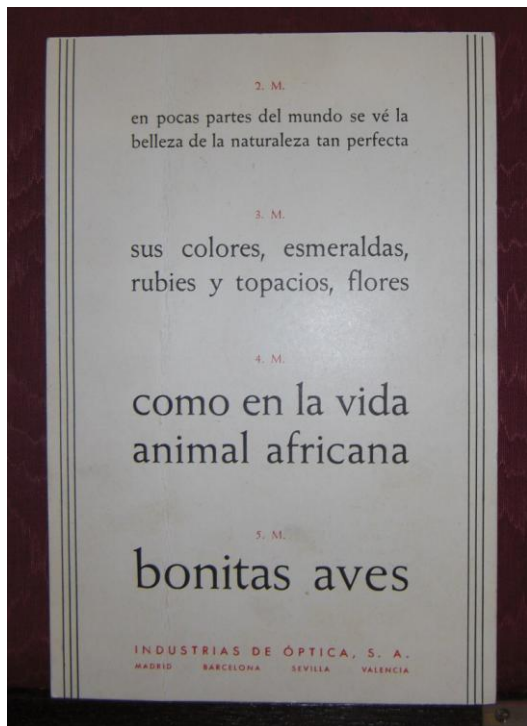 2. M.
en pocas partes del mundo se vé la
belleza de la naturaleza tan perfecta
3. M.
sus colores, esmeraldas,
rubies y topacios, flores
4. M.
como en la vida
animal africana
5. M.
bonitas aves
INDUSTRIAS DE ÓPTICA, S. A.
MADRID BARCELONA SEVILLA VALENCIA